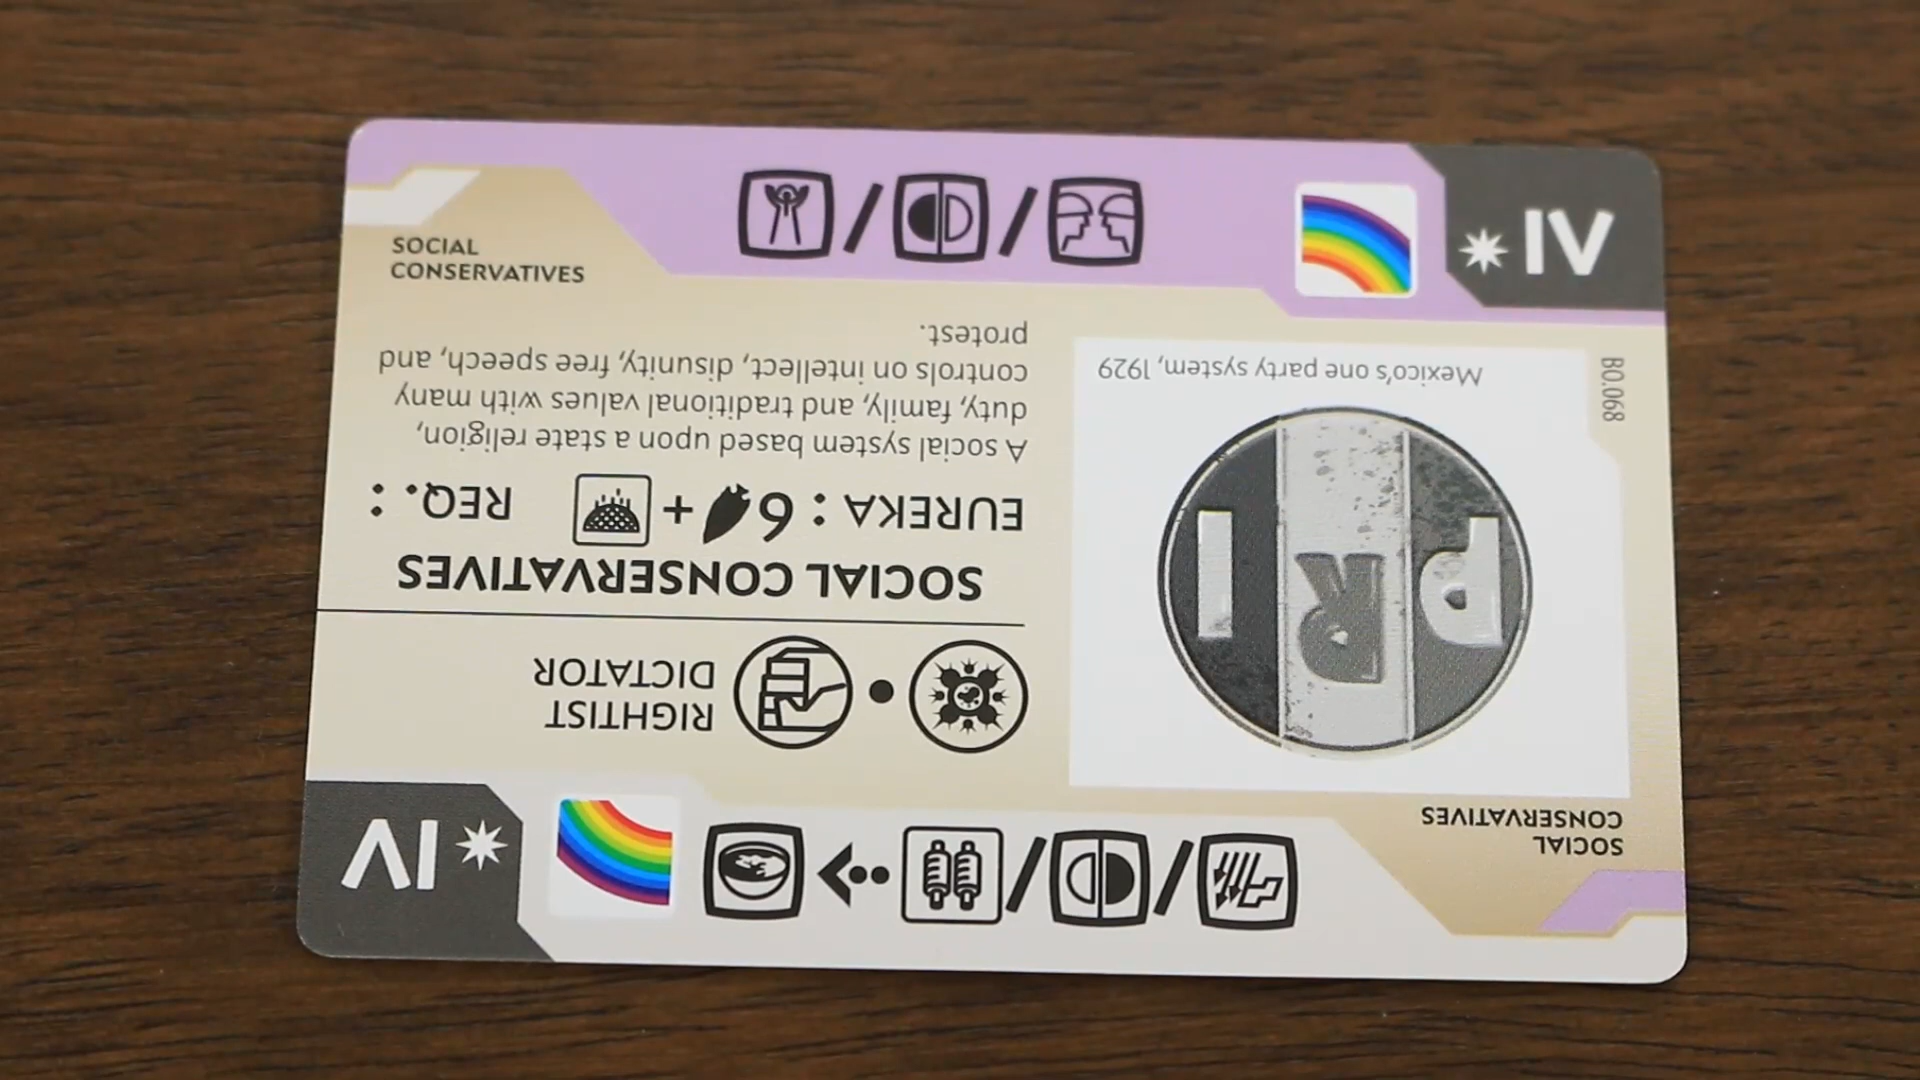 SOCIAL
CONSERVATIVES
IV
B0.068
SOCIAL
CONSERVATIVES
IV
RIGHTIST
DICTATOR
SOCIAL CONSERVATIVES
EUREKA : 6 + REQ. :
A social system based upon a state religion,
duty, family, and traditional values with many
controls on intellect, disunity, free speech, and
protest.
P R I
Mexico's one party system, 1929